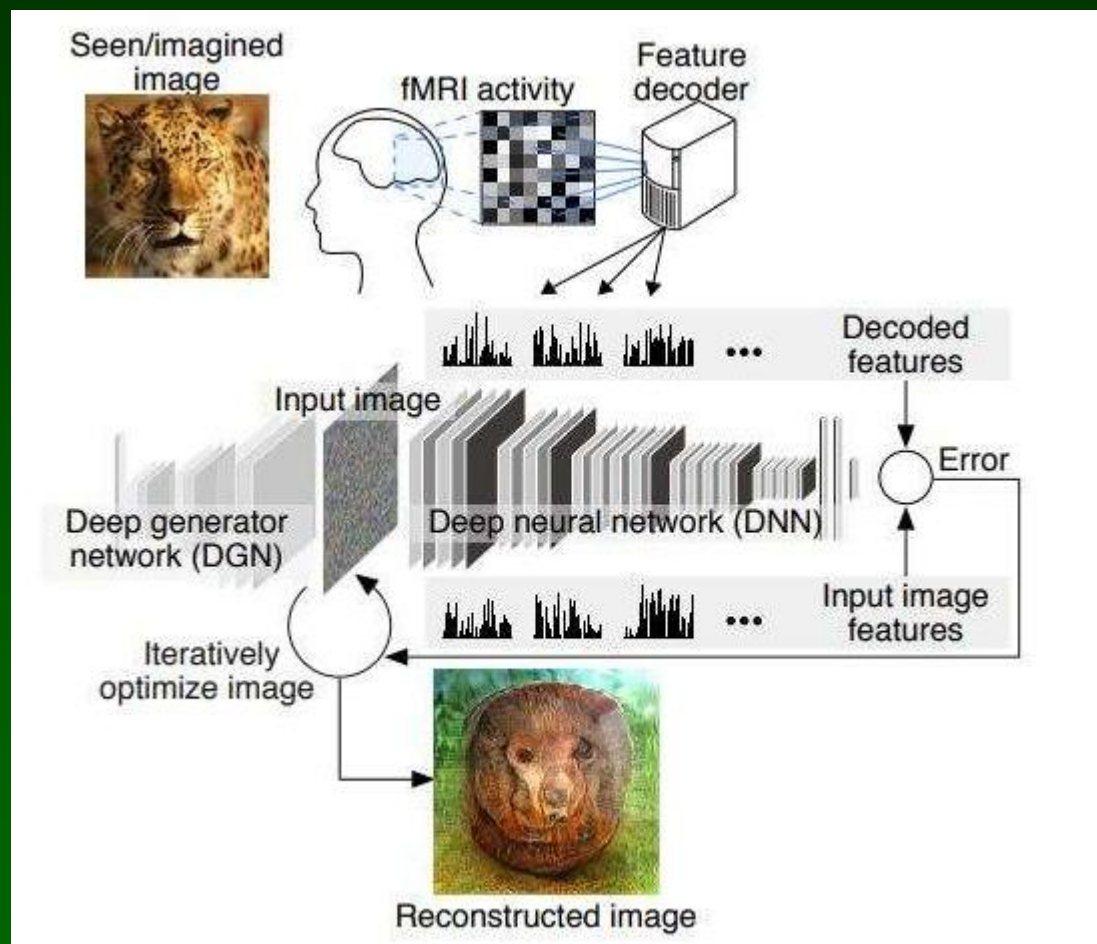 Seen/imagined
image
fMRI activity
Feature
decoder
Decoded
features
Input image
Error
Deep generator
network (DGN)
Deep neural network (DNN)
Input image
features
Iteratively
optimize image
Reconstructed image